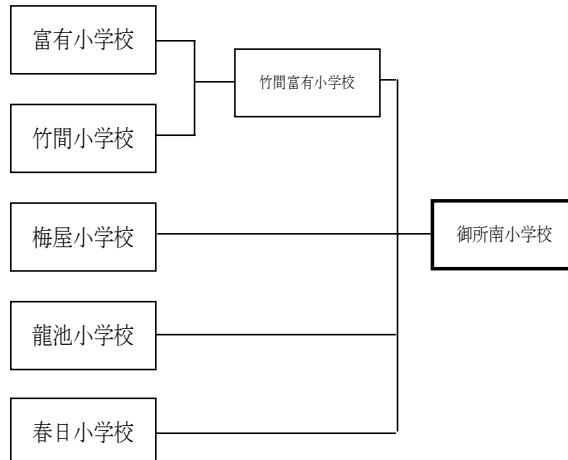 富有小学校
竹間小学校
竹間富有小学校
梅屋小学校
御所南小学校
龍池小学校
春日小学校